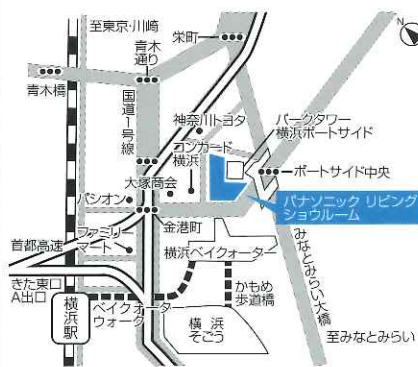 至東京・川崎
栄町
N
青木
通り
青木橋
国道1号線
神奈川トヨタ
パークタワー
横浜ポートサイド
コンカード
横浜
大塚商会
ポートサイド中央
パシオン
パナソニック リビング
ショウルーム
金港町
ファミリー
マート
首都高速
横浜ベイクォーター
みなとみらい大橋
きた東口
A出口
ベイクォーター
ウォーク
かもめ
歩道橋
横浜駅
横浜
そごう
至みなとみらい